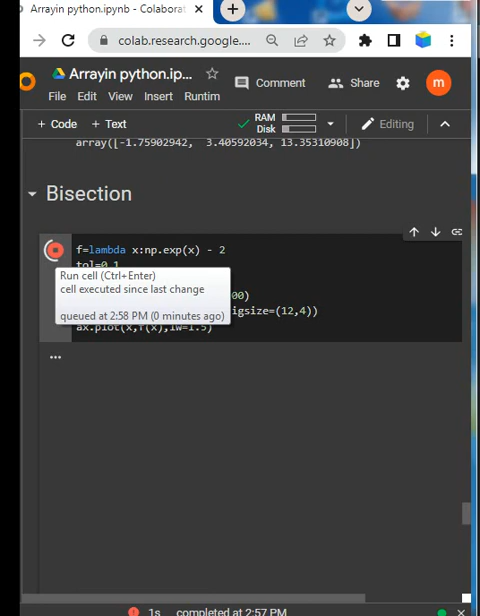 Arrayin python.ipynb - Colaborat
colab.research.google....
Arrayin python.ip...
Comment
Share
m
File Edit View Insert Runtim
+ Code + Text
RAM
Disk
Editing
array([-1.75902942, 3.40592034, 13.35310908])
Bisection
f=lambda x:np.exp(x) - 2
tol=0.1
Run cell (Ctrl+Enter)
cell executed since last change
00)
queued at 2:58 PM (0 minutes ago)
igsize=(12,4))
ax.plot(x,f(x),lw=1.5)
...
1s completed at 2:57 PM